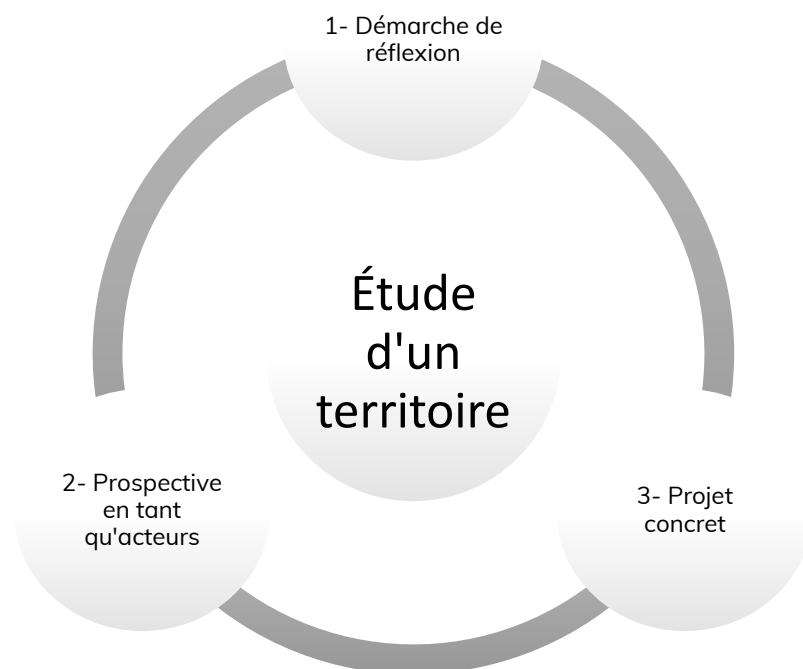 1- Démarche de
réflexion
Étude
d'un
territoire
2- Prospective
en tant
qu'acteurs
3- Projet
concret